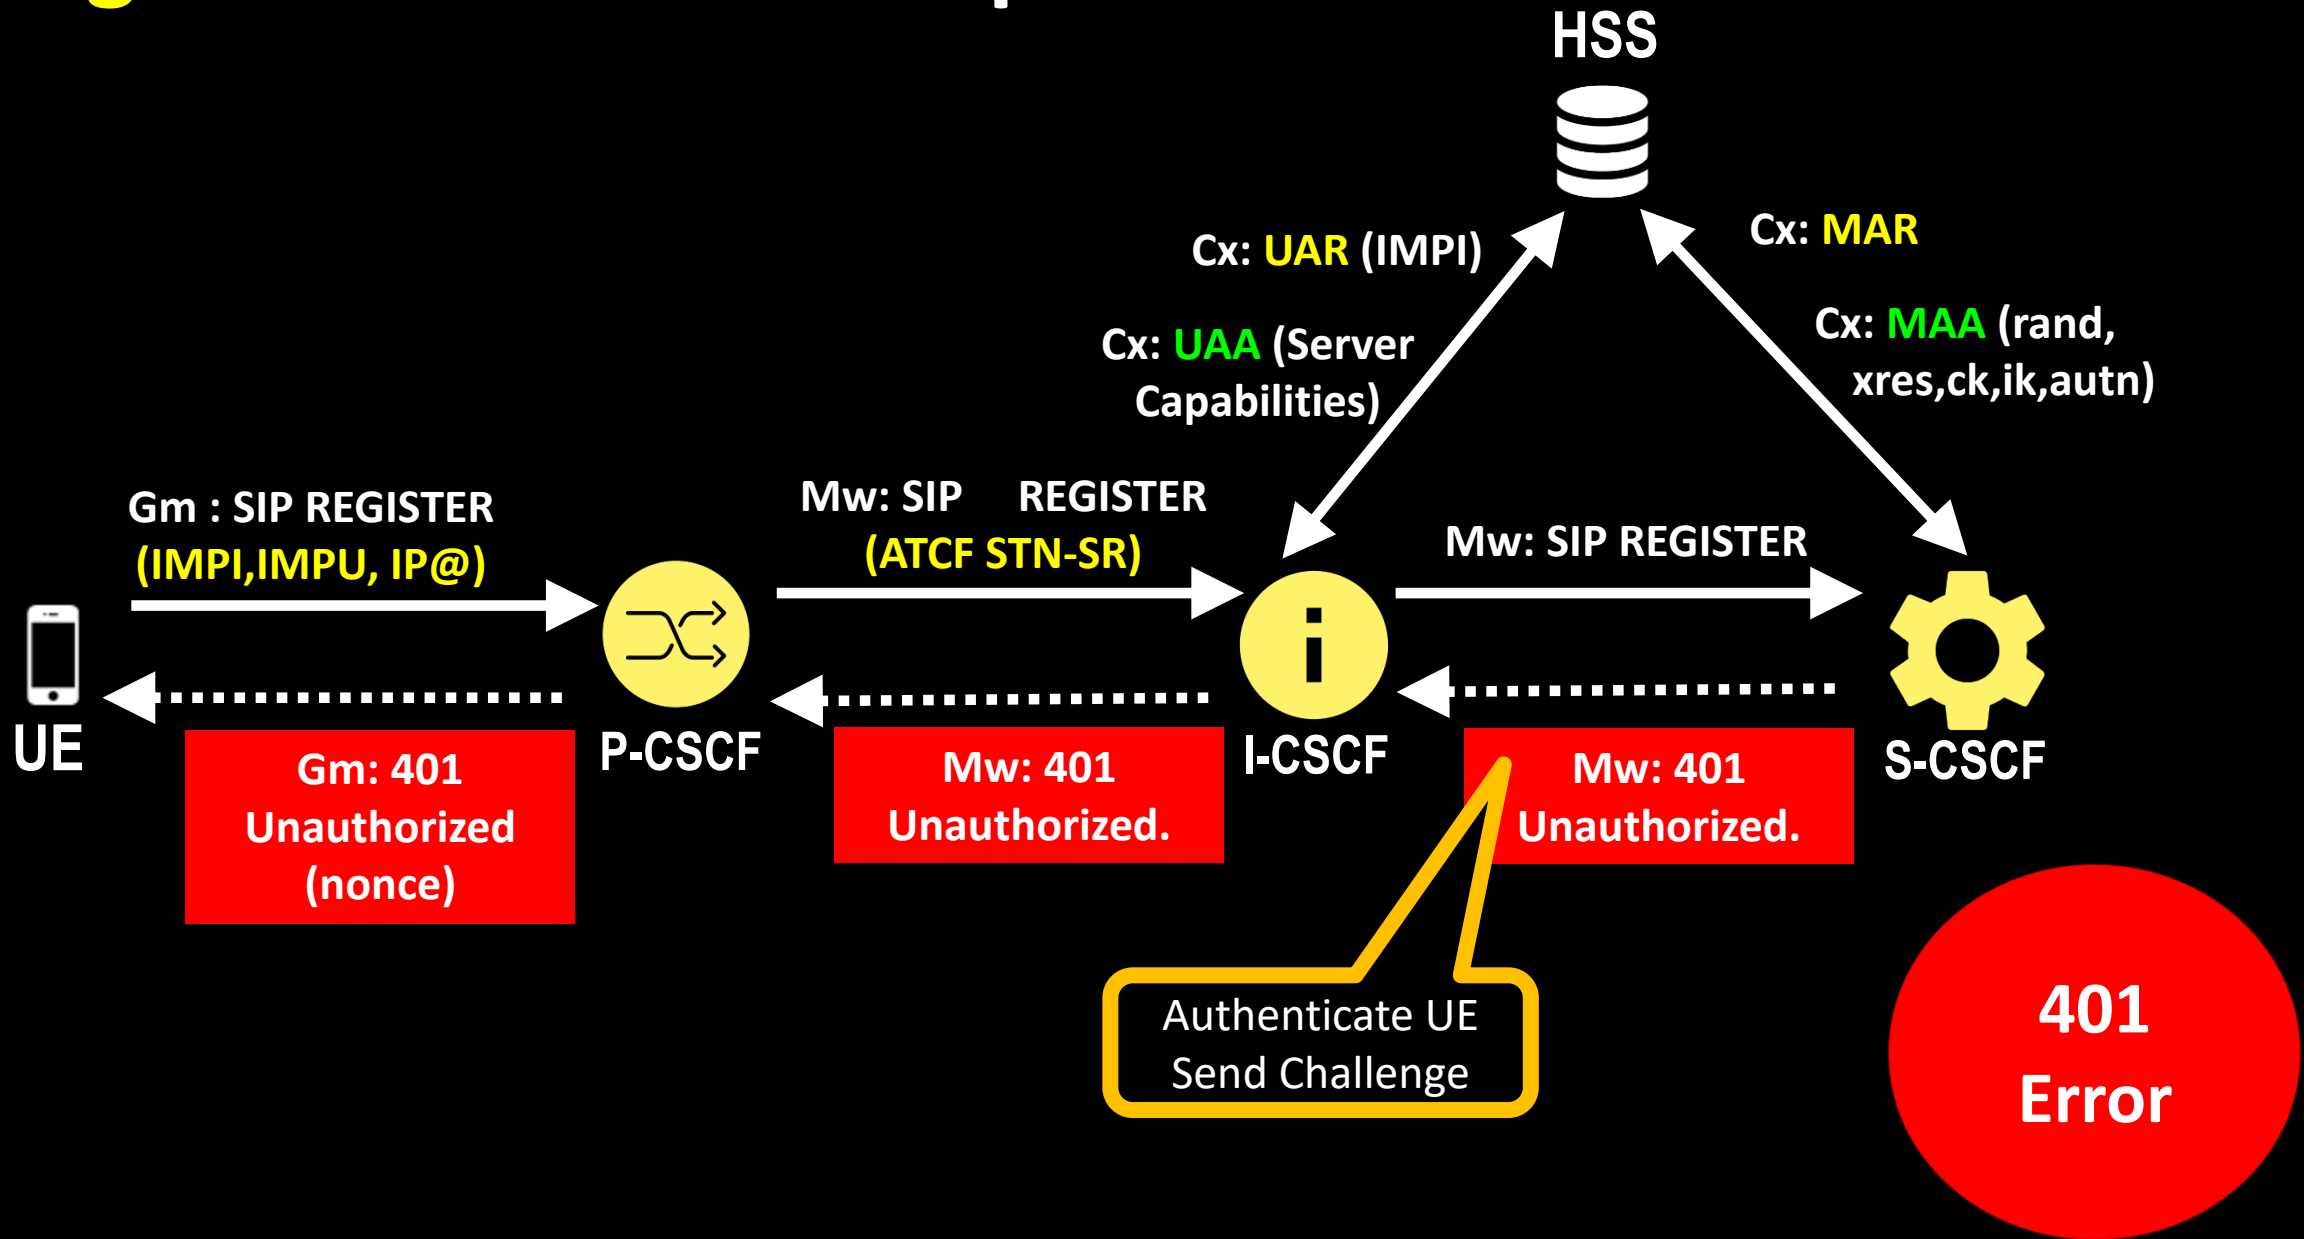 HSS
Cx: UAR (IMPI)
Cx: MAR
Cx: UAA (Server
Capabilities)
Cx: MAA (rand,
xres,ck,ik,autn)
Gm : SIP REGISTER
(IMPI,IMPU, IP@)
Mw: SIP REGISTER
(ATCF STN-SR)
Mw: SIP REGISTER
i
UE
P-CSCF
I-CSCF
S-CSCF
Gm: 401
Unauthorized
(nonce)
Mw: 401
Unauthorized.
Mw: 401
Unauthorized.
Authenticate UE
Send Challenge
401
Error